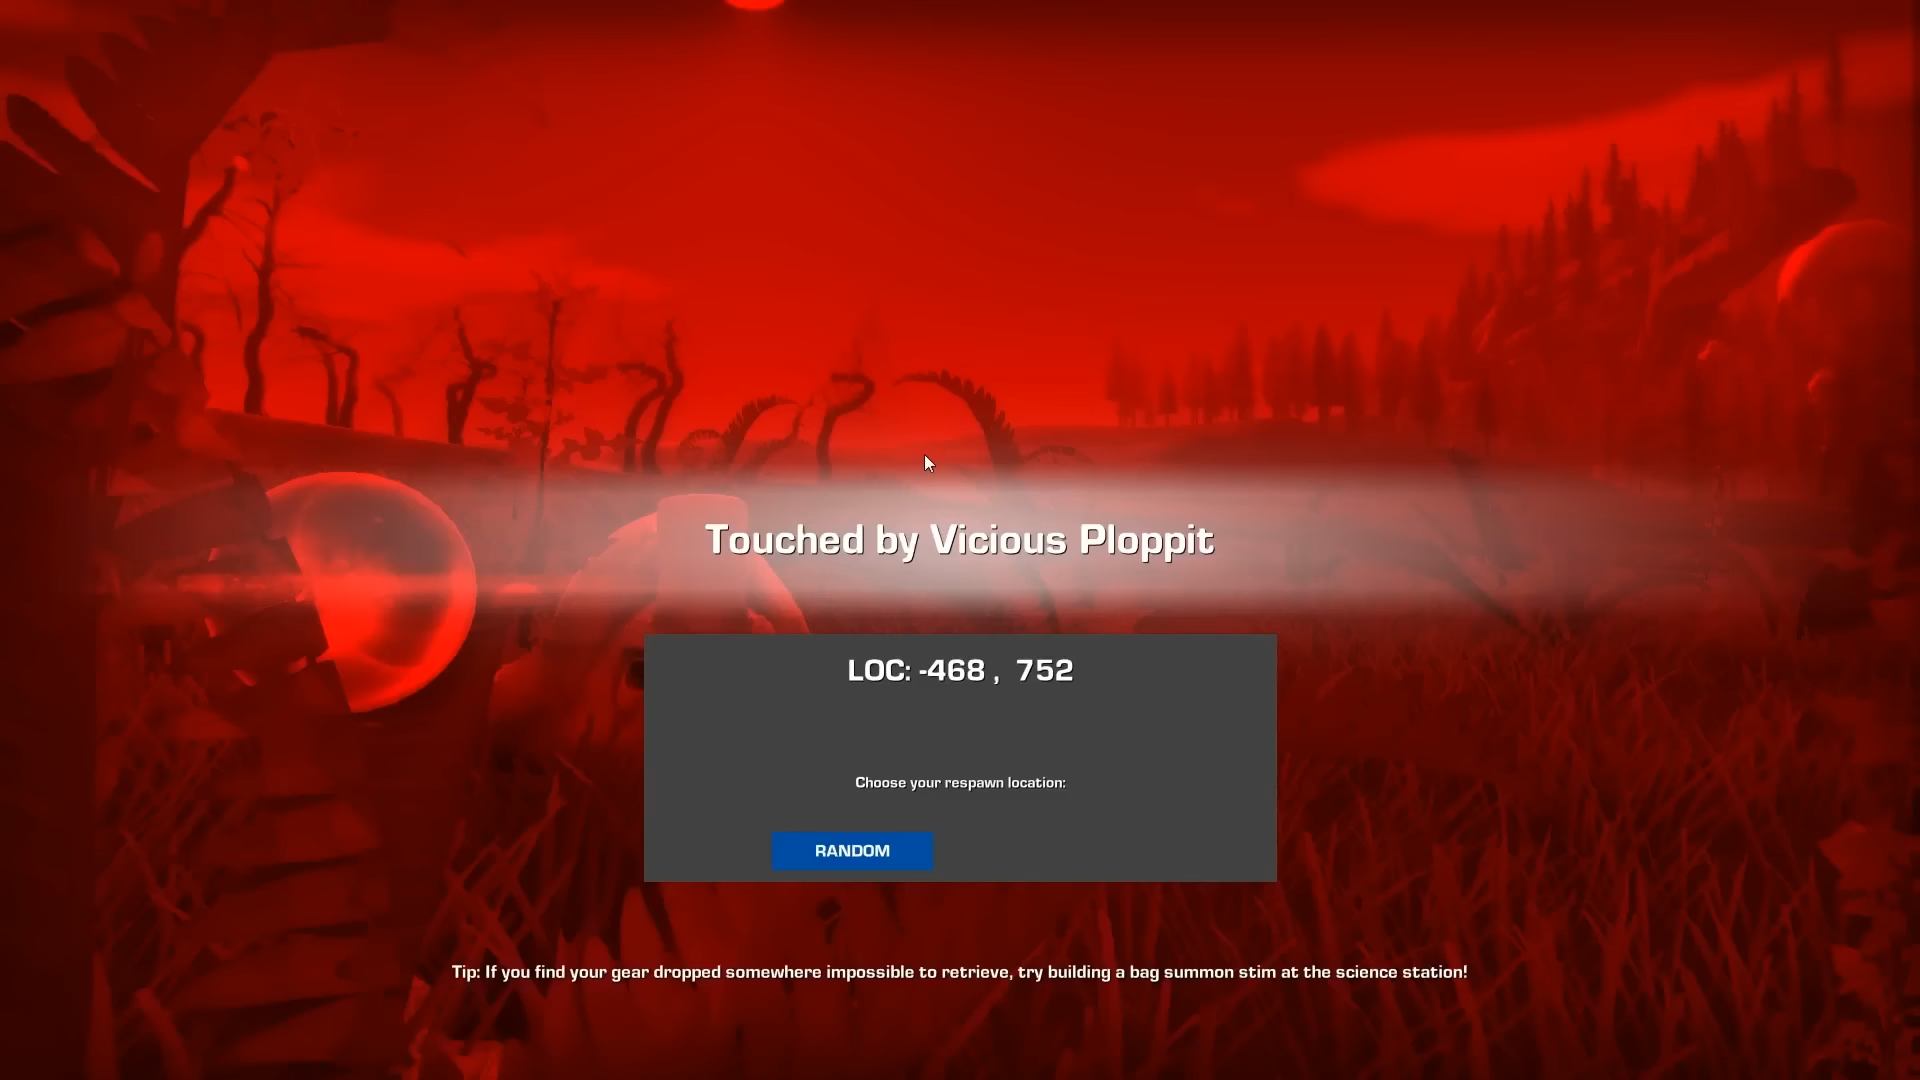 Touched by Vicious Ploppit
LOC: -468 , 752
Choose your respawn location:
RANDOM
Tip: If you find your gear dropped somewhere impossible to retrieve, try building a bag summon stim at the science station!